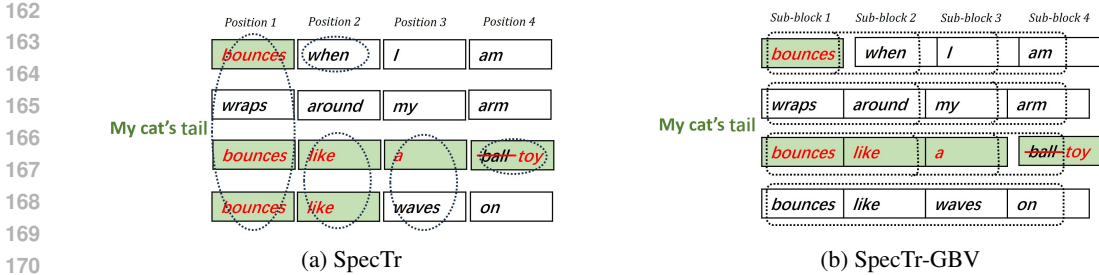 162
163
164
165
166
167
168
169
170
Position 1 Position 2 Position 3 Position 4
bounces when I am
wraps around my arm
My cat's tail
bounces like a ball toy
bounces like waves on
(a) SpecTr
Sub-block 1 Sub-block 2 Sub-block 3 Sub-block 4
bounces when I am
wraps around my arm
My cat's tail
bounces like a ball toy
bounces like waves on
(b) SpecTr-GBV